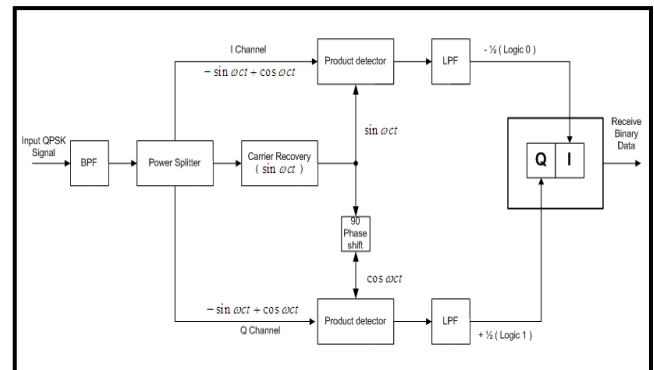 I Channel
− sin ωct + cos ωct
Product detector
LPF
- ½ ( Logic 0 )
sin ωct
Input QPSK
Signal
BPF
Power Splitter
Carrier Recovery
( sin ωct )
Receive
Binary
Data
Q I
90
Phase
shift
cos ωct
− sin ωct + cos ωct
Q Channel
Product detector
LPF
+ ½ ( Logic 1 )